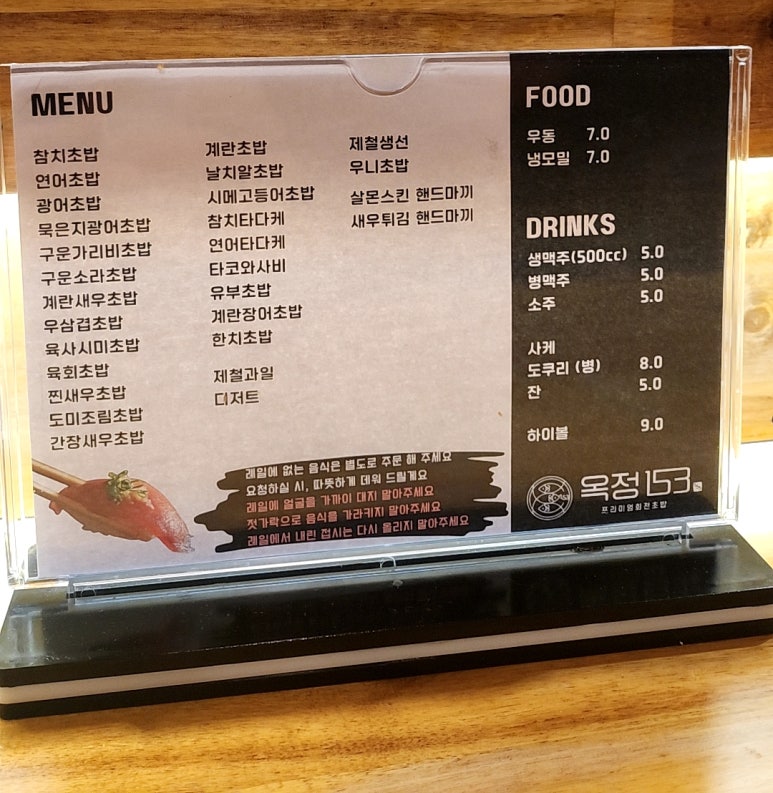 MENU
참치초밥
연어초밥
광어초밥
묵은지광어초밥
구운가리비초밥
구운소라초밥
계란새우초밥
우삼겹초밥
육사시미초밥
육회초밥
찐새우초밥
도미조림초밥
간장새우초밥
계란초밥
날치알초밥
시메고등어초밥
참치타다케
연어타다케
타코와사비
유부초밥
계란장어초밥
한치초밥
제철과일
디저트
제철생선
우니초밥
살몬스킨 핸드마끼
새우튀김 핸드마끼
레일에 없는 음식은 별도로 주문 해 주세요
요청하실 시, 따뜻하게 데워 드릴게요
레일에 얼굴을 가까이 대지 말아주세요
젓가락으로 음식을 가라키지 말아주세요
레일에서 내린 접시는 다시 올리지 말아주세요
FOOD
우동 7.0
냉모밀 7.0
DRINKS
생맥주(500cc) 5.0
병맥주 5.0
소주 5.0
사케
도쿠리 (병) 8.0
잔 5.0
하이볼 9.0
옥정153
프리미엄회전초밥